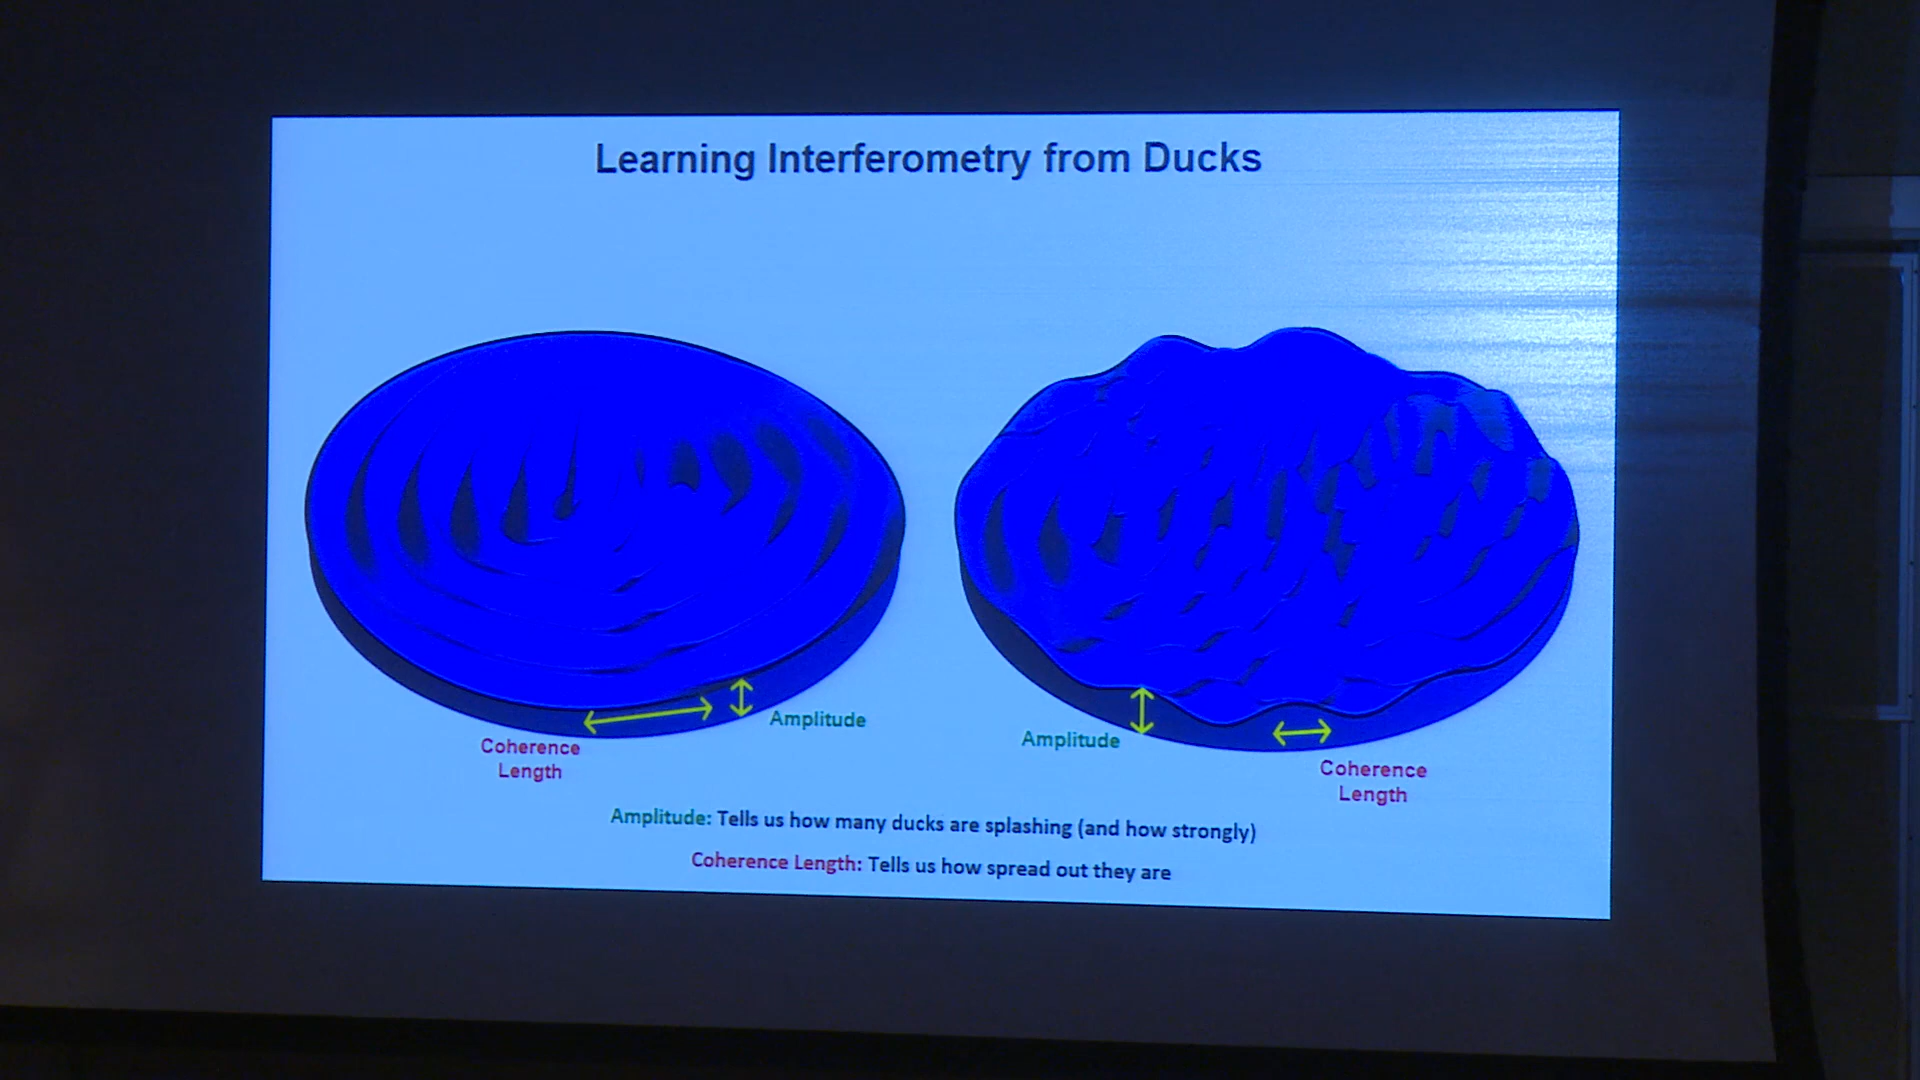 Learning Interferometry from Ducks
Amplitude
Coherence
Length
Amplitude
Coherence
Length
Amplitude: Tells us how many ducks are splashing (and how strongly)
Coherence Length: Tells us how spread out they are